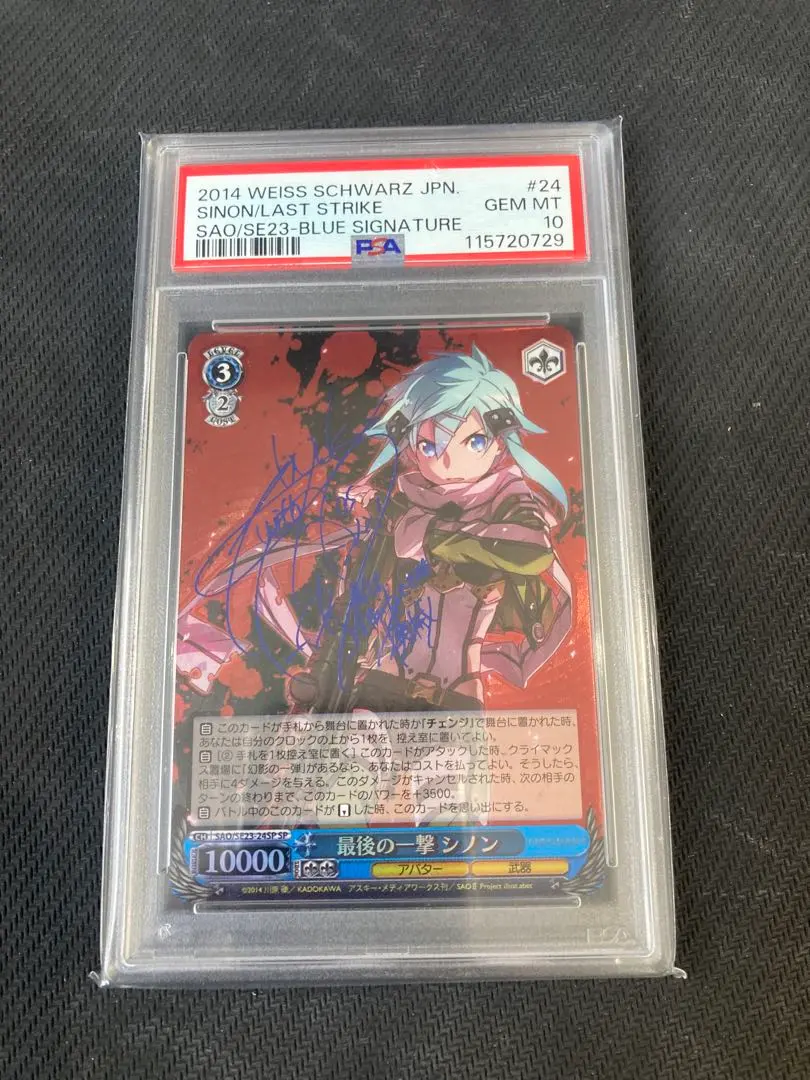 2014 WEISS SCHWARZ JPN. #24
SINON/LAST STRIKE GEM MT
SAO/SE23-BLUE SIGNATURE 10
PSA 115720729
LEVEL
3
2
COST
このカードが手札から舞台に置かれた時か「チェンジ」で舞台に置かれた時、
あなたは自分のクロックの上から1枚を、控え室に置いてよい。
[② 手札を1枚控え室に置く] このカードがアタックした時、クライマックス
置場に「幻影の一弾」があるなら、あなたはコストを払ってよい。そうしたら、
相手に4ダメージを与える。このダメージがキャンセルされた時、次の相手の
ターンの終わりまで、このカードのパワーを+3500。
バトル中のこのカードが した時、このカードを思い出にする。
SAO/SE23-24SP SP
10000 最後の一撃 シノン
アバター 武器
©2014 川原 礫/KADOKAWA アスキー・メディアワークス刊/SAOⅡ Project illust.abec